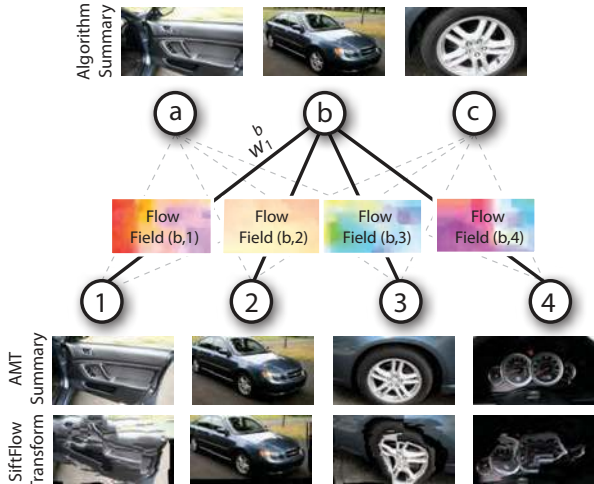 Algorithm
Summary
a
b
c
b
W1
Flow
Field (b,1)
Flow
Field (b,2)
Flow
Field (b,3)
Flow
Field (b,4)
1
2
3
4
AMT
Summary
SiftFlow
Transform